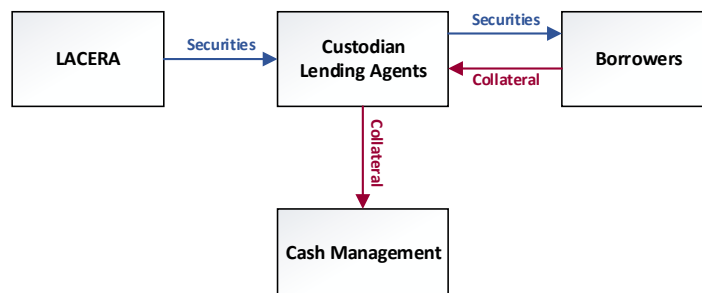 Securities
LACERA
Securities
Custodian
Lending Agents
Borrowers
Collateral
Collateral
Cash Management